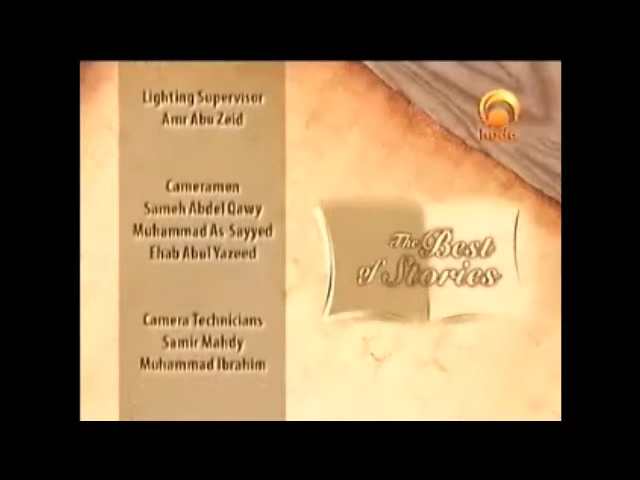 Lighting Supervisor
Amr Abu Zeid
Cameramen
Sameh Abdel Qawy
Muhammad As-Sayyed
Ehab Abul Yazeed
Camera Technicians
Samir Mahdy
Muhammad Ibrahim
huda
The Best
of Stories